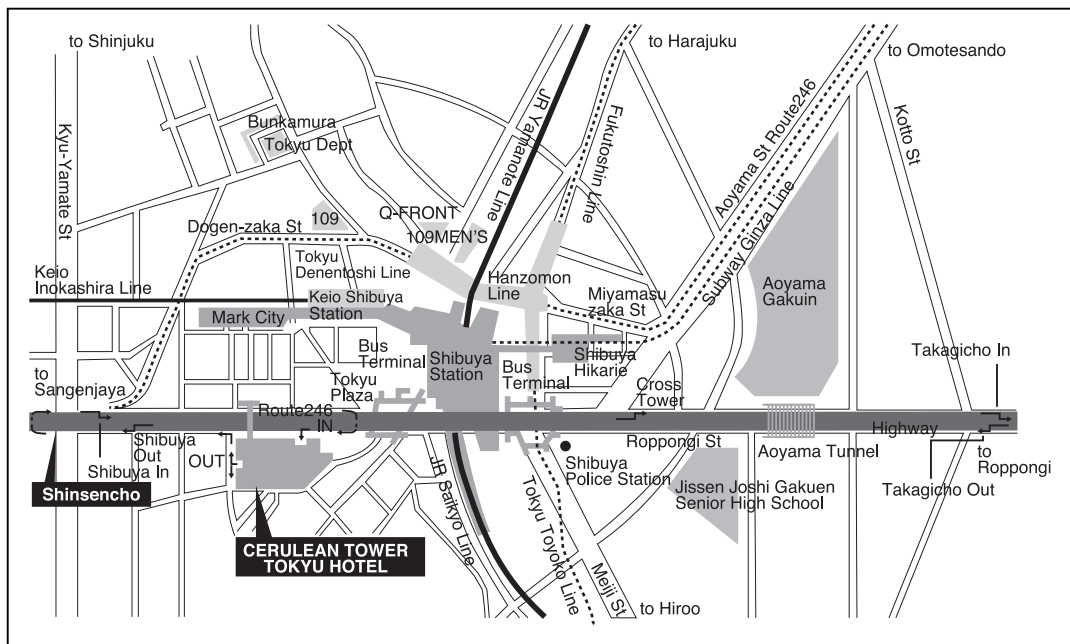 to Shinjuku
to Harajuku
to Omotesando
Kyu-Yamate St
Bunkamura
Tokyu Dept
JR Yamanote Line
Fukutoshin Line
Aoyama St Route246
Subway Ginza Line
Kotto St
Q-FRONT
109
109MEN'S
Dogen-zaka St
Tokyu
Denentoshi Line
Hanzomon
Line
Keio
Inokashira Line
Keio Shibuya
Station
Miyamasu
zaka St
Aoyama
Gakuin
Mark City
Bus
Terminal
Shibuya
Station
Bus
Terminal
Shibuya
Hikarie
to
Sangenjaya
Tokyu
Plaza
Cross
Tower
Takagicho In
Route246
IN
Highway
Shibuya
Out
Shibuya In
OUT
Roppongi St
Aoyama Tunnel
to
Roppongi
Takagicho Out
Shinsencho
Shibuya
Police Station
Jissen Joshi Gakuen
Senior High School
JR Saikyo Line
Tokyu Toyoko Line
Meiji St
CERULEAN TOWER
TOKYU HOTEL
to Hiroo